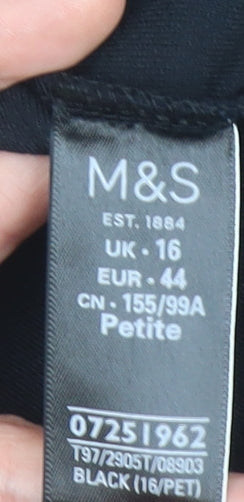 M&S
EST. 1884
UK · 16
EUR · 44
CN · 155/99A
Petite
07251962
T97/2905T/08903
BLACK (16/PET)